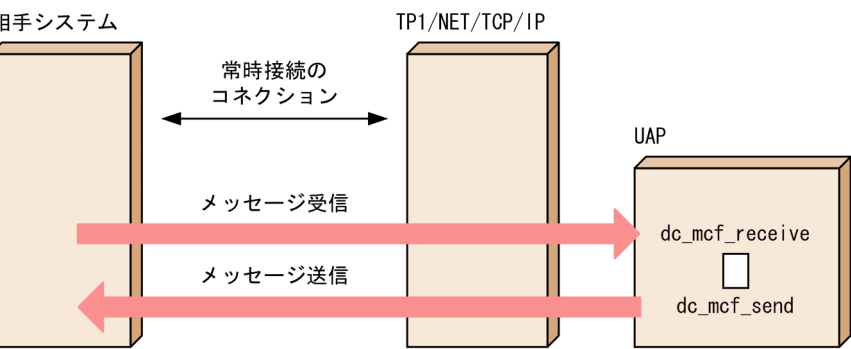 相手システム
TP1/NET/TCP/IP
常時接続の
コネクション
UAP
メッセージ受信
dc_mcf_receive
メッセージ送信
dc_mcf_send